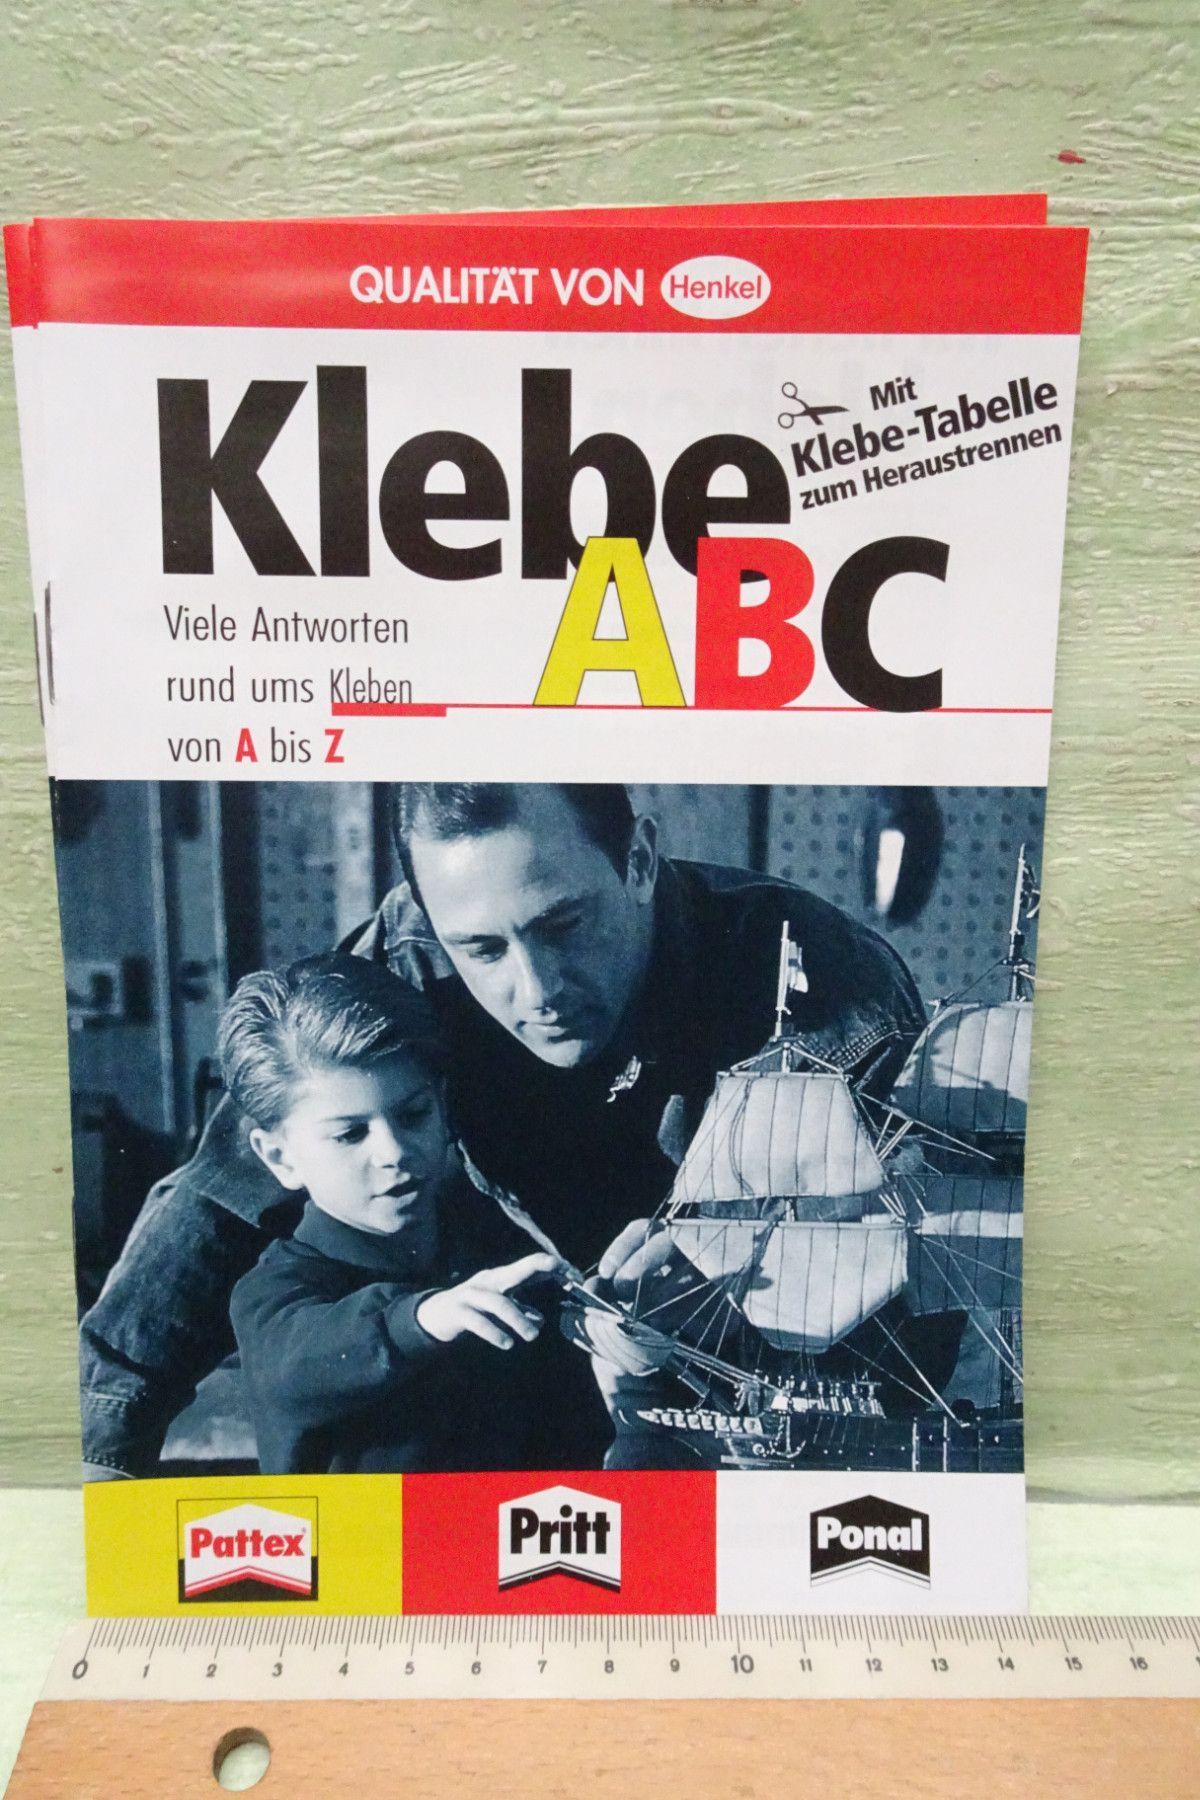 QUALITÄT VON Henkel
Klebe
ABC
Mit
Klebe-Tabelle
zum Heraustrennen
Viele Antworten
rund ums Kleben
von A bis Z
Pattex
Pritt
Ponal
0 1 2 3 4 5 6 7 8 9 10 11 12 13 14 15 16